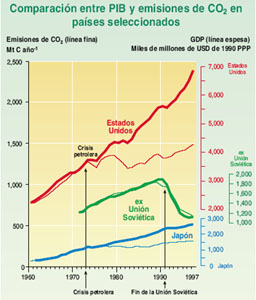 Comparación entre PIB y emisiones de CO₂ en
países seleccionados
Emisiones de CO₂ (línea fina)
Mt C año⁻¹
GDP (línea espesa)
Miles de millones de USD de 1990 PPP
2,500
2,000
1,500
1,000
500
0
Estados
Unidos
7,000
6,000
5,000
4,000
3,000
2,000
Crisis
petrolera
Estados
Unidos
ex
Unión
Soviética
2,000
1,800
1,600
1,400
1,200
1,000
ex
Unión
Soviética
Japón
3,000
2,000
1,000
0 Japón
1960
1970
1980
1990
1997
Crisis petrolera
Fin de la Unión Soviética